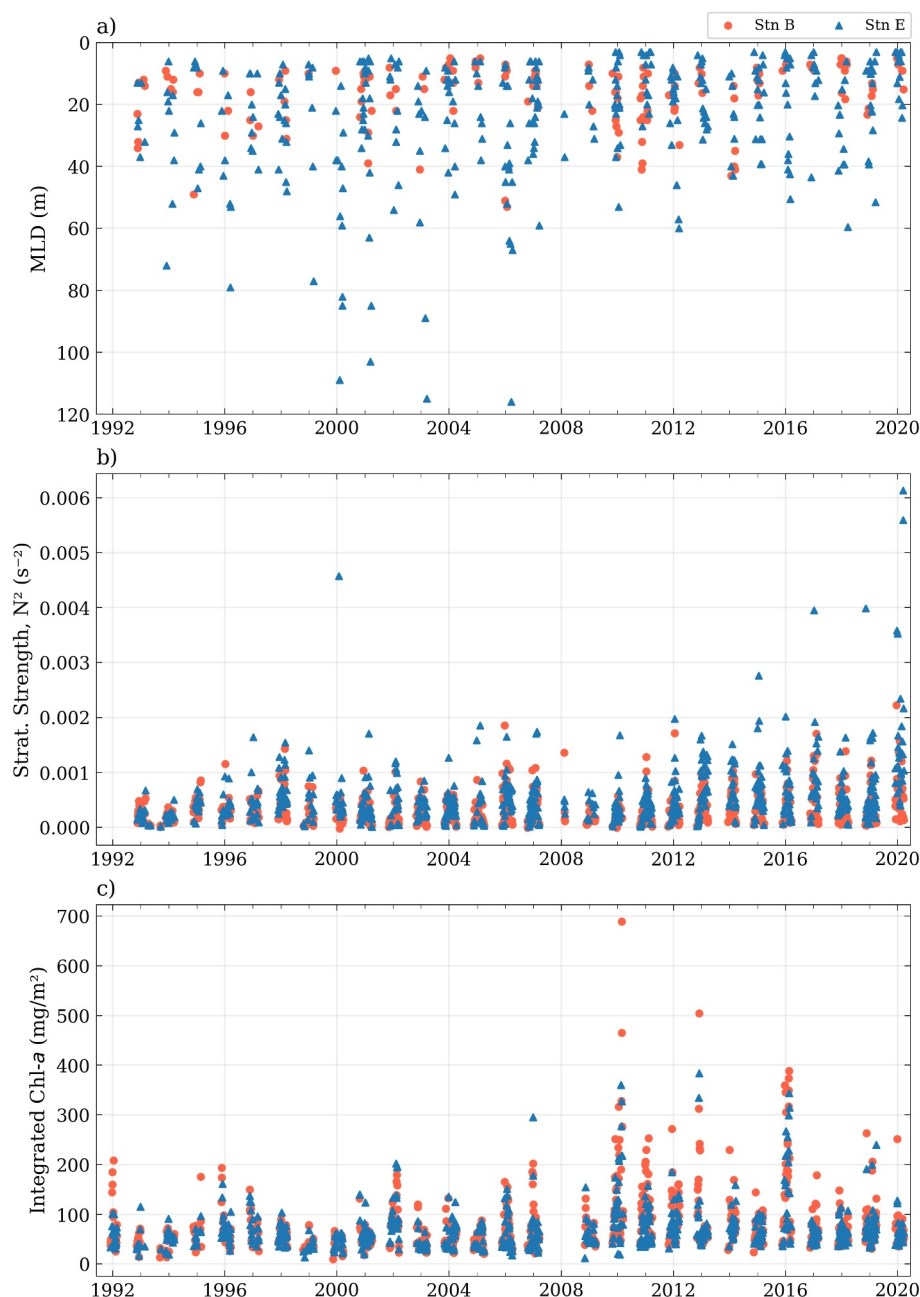 a)
Stn B Stn E
0
20
40
60
80
100
120
MLD (m)
1992 1996 2000 2004 2008 2012 2016 2020
b)
0.006
0.005
0.004
0.003
0.002
0.001
0.000
Strat. Strength, N² (s⁻²)
1992 1996 2000 2004 2008 2012 2016 2020
c)
700
600
500
400
300
200
100
0
Integrated Chl-a (mg/m²)
1992 1996 2000 2004 2008 2012 2016 2020